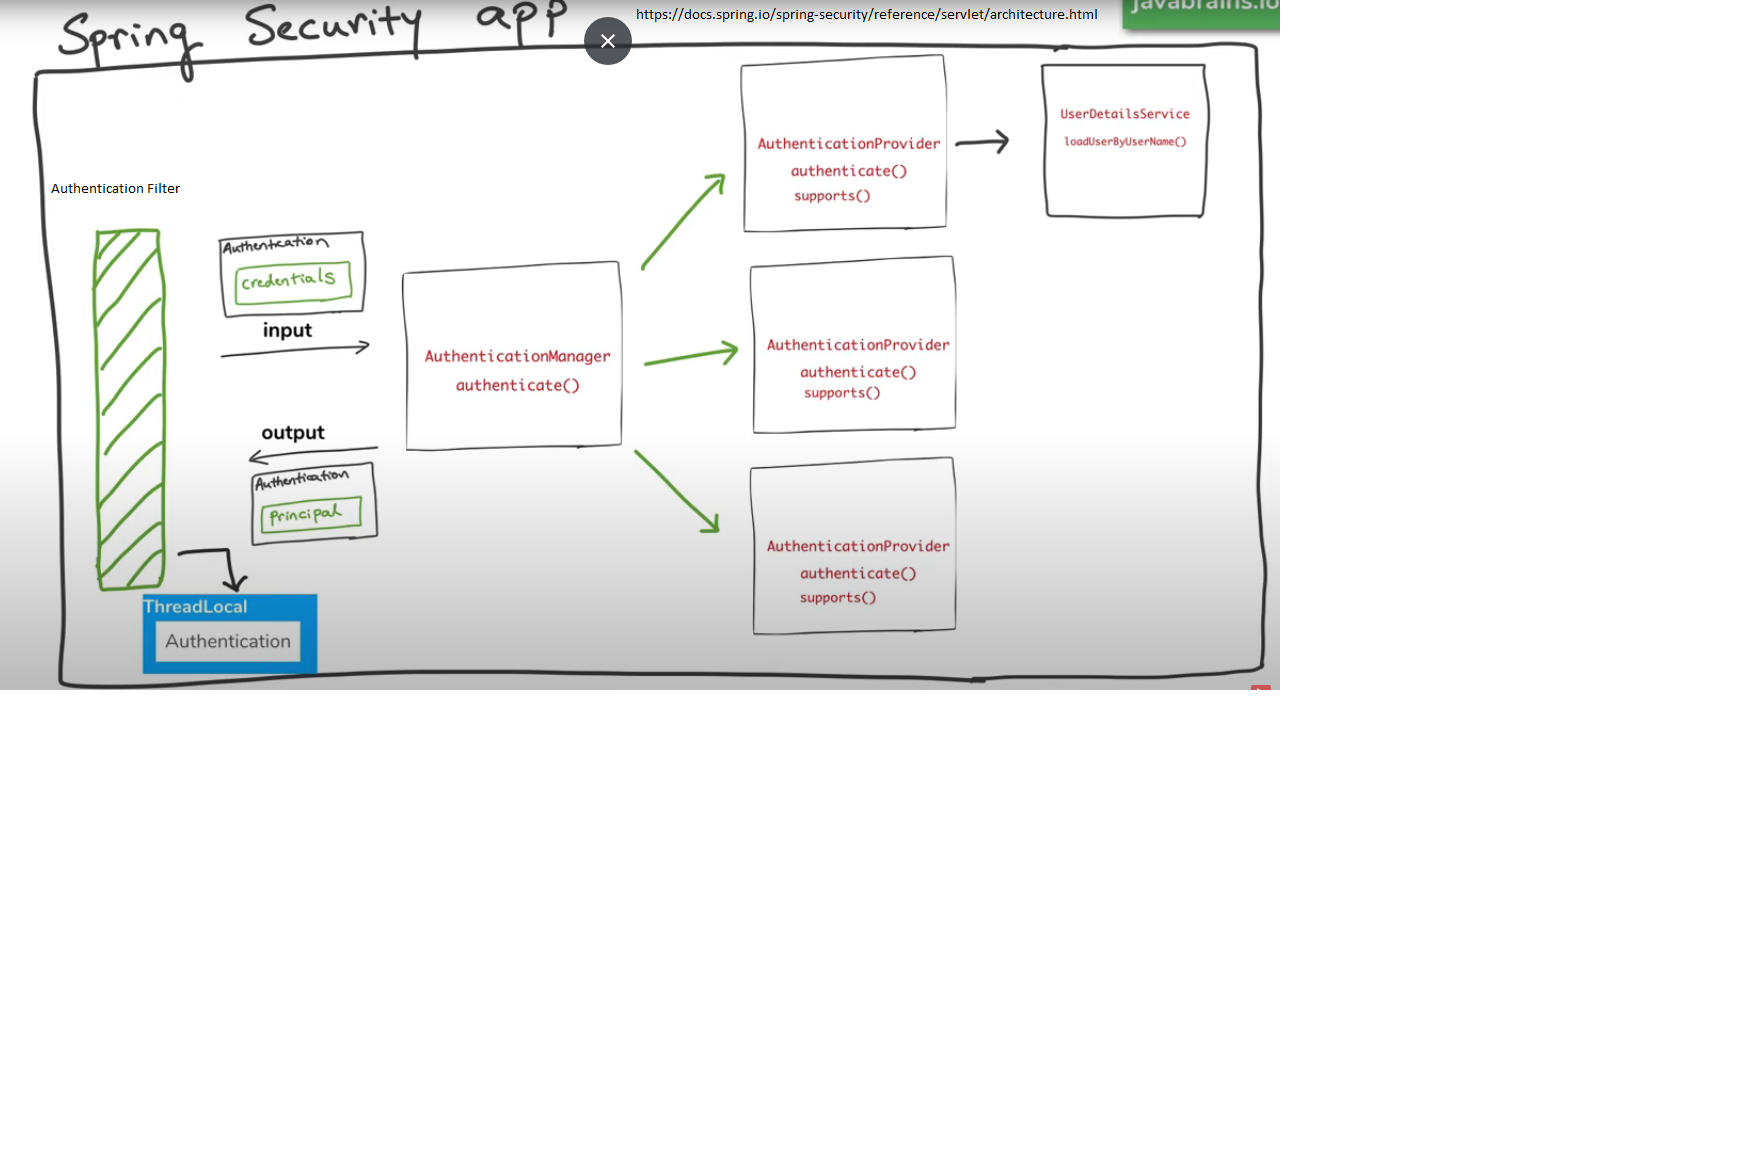 Spring Security app
https://docs.spring.io/spring-security/reference/servlet/architecture.html
javabrains.io
Authentication Filter
Authentication
credentials
input
AuthenticationManager
authenticate()
output
Authentication
Principal
ThreadLocal
Authentication
AuthenticationProvider
authenticate()
supports()
UserDetailsService
loadUserByUserName()
AuthenticationProvider
authenticate()
supports()
AuthenticationProvider
authenticate()
supports()